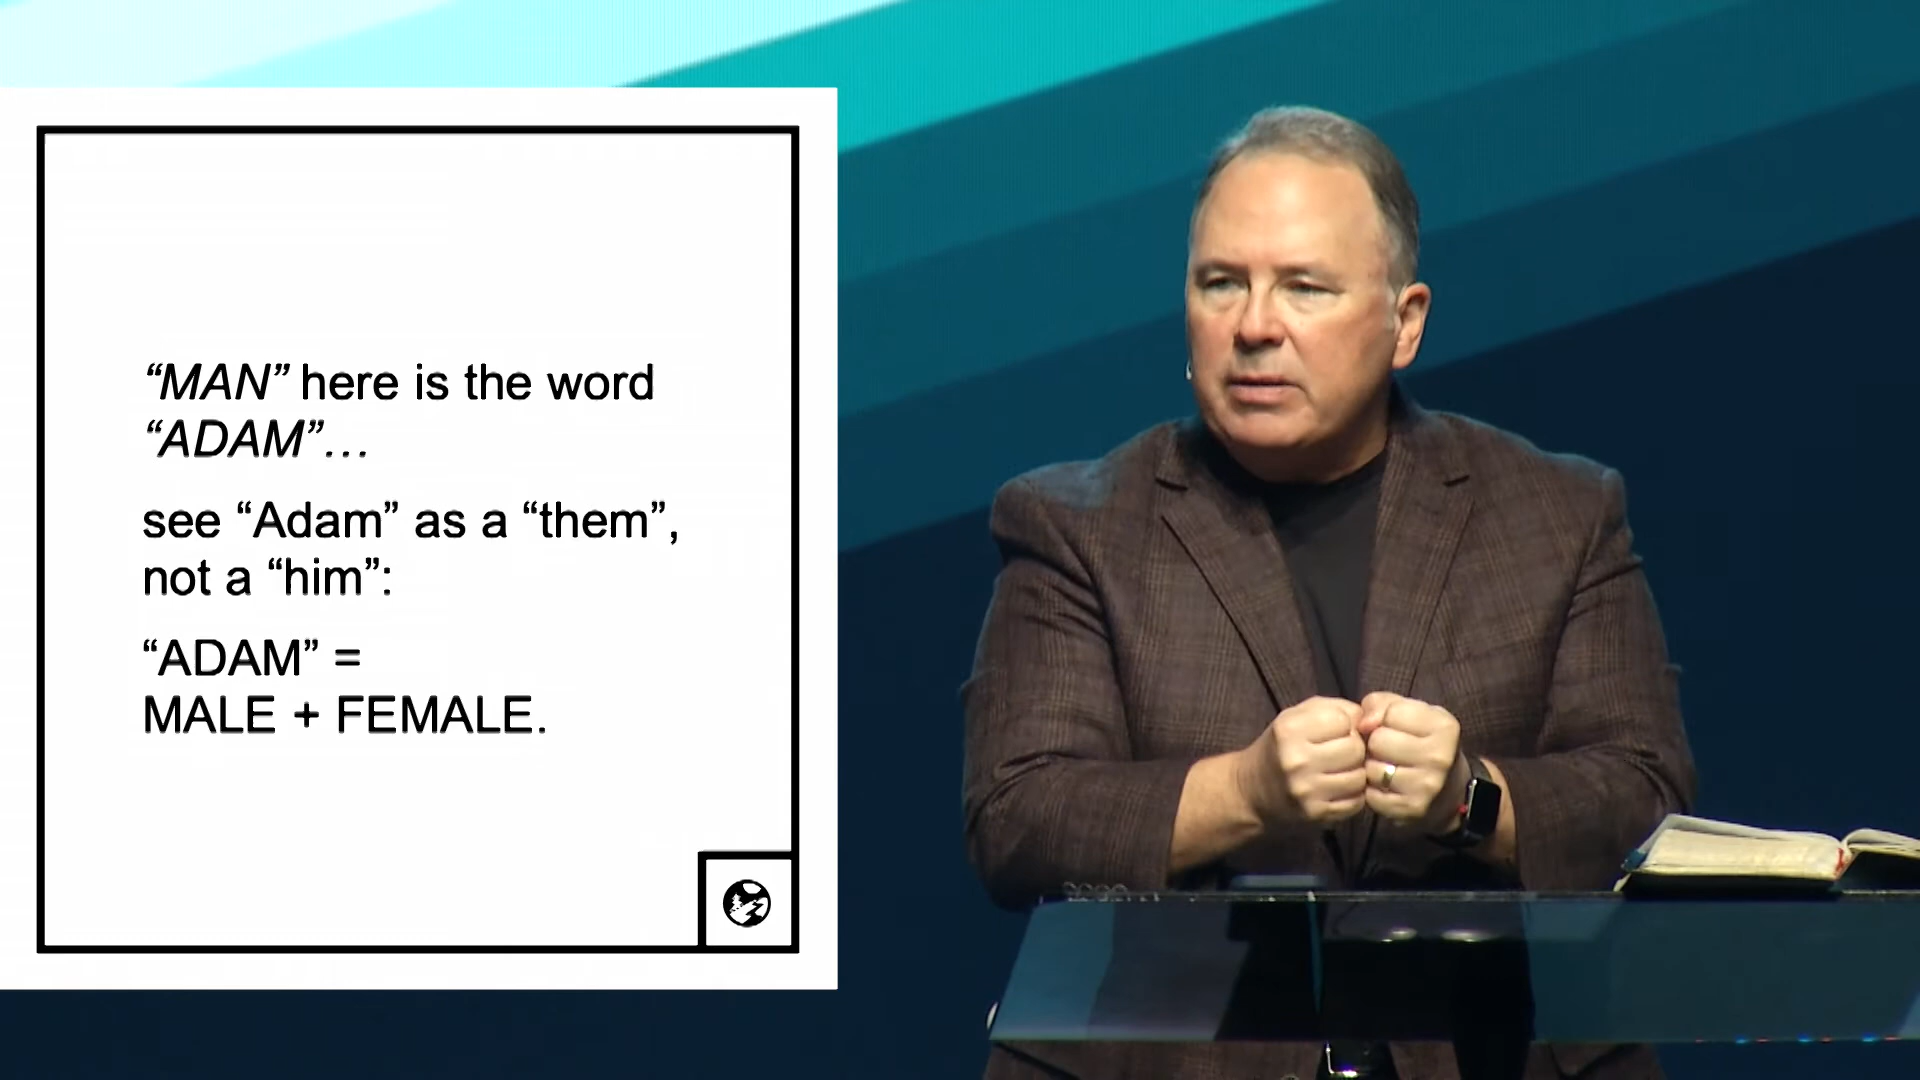 “MAN” here is the word
“ADAM”…
see “Adam” as a “them”,
not a “him”:
“ADAM” =
MALE + FEMALE.